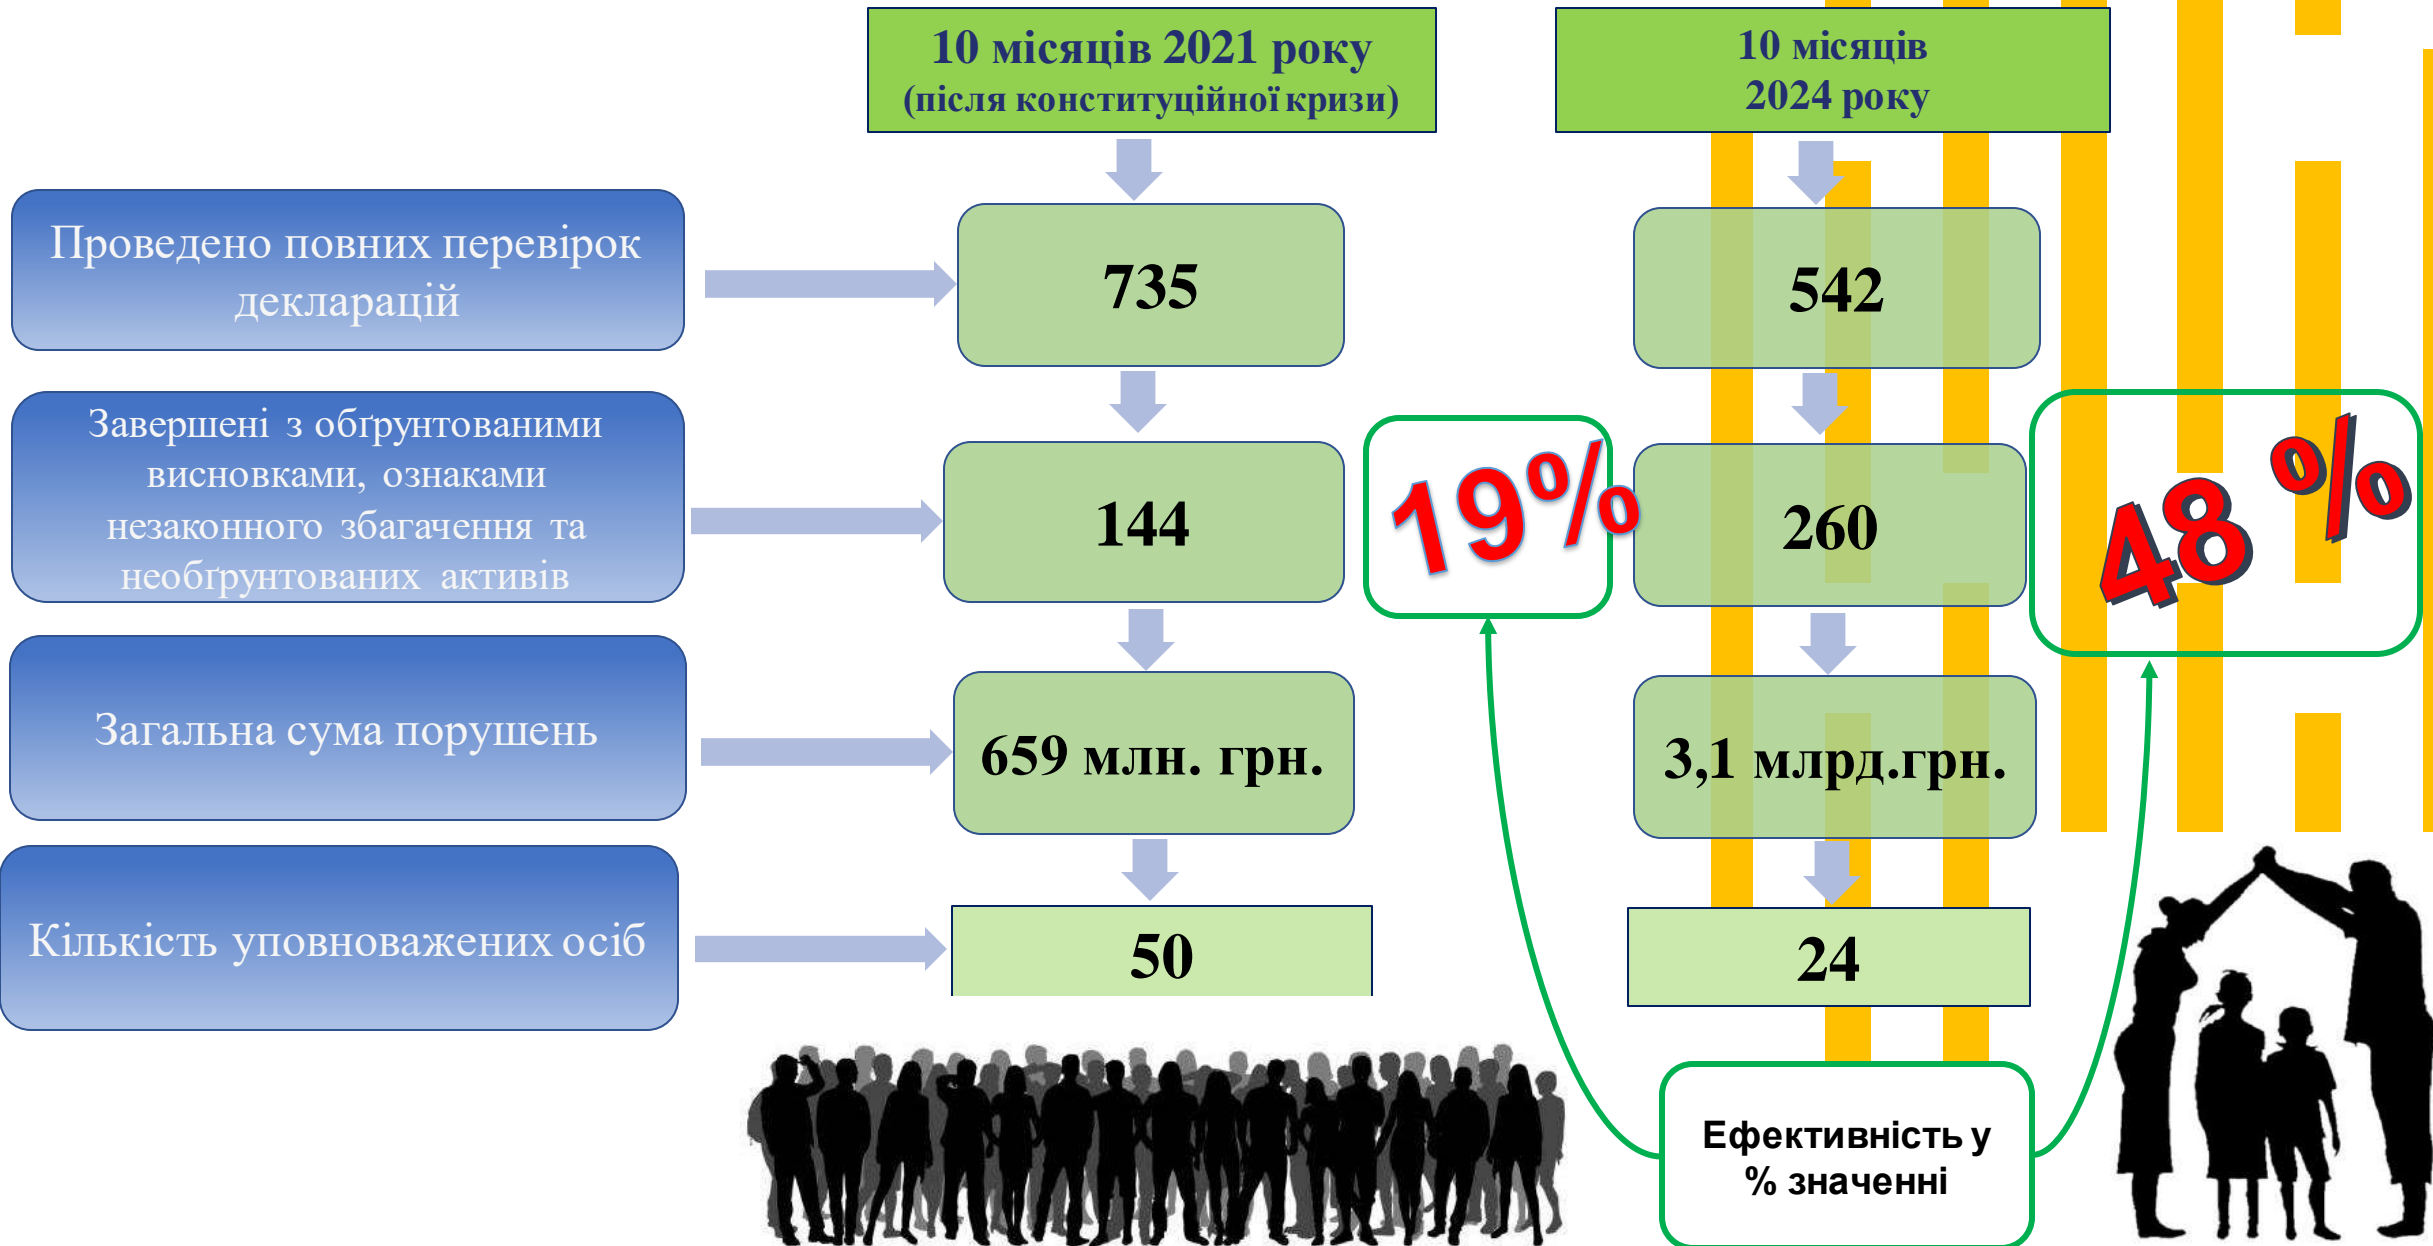 10 місяців 2021 року
(після конституційної кризи)
10 місяців
2024 року
Проведено повних перевірок
декларацій
735
542
Завершені з обґрунтованими
висновками, ознаками
незаконного збагачення та
необґрунтованих активів
144
19%
260
48 %
Загальна сума порушень
659 млн. грн.
3,1 млрд.грн.
Кількість уповноважених осіб
50
24
Ефективність у
% значенні